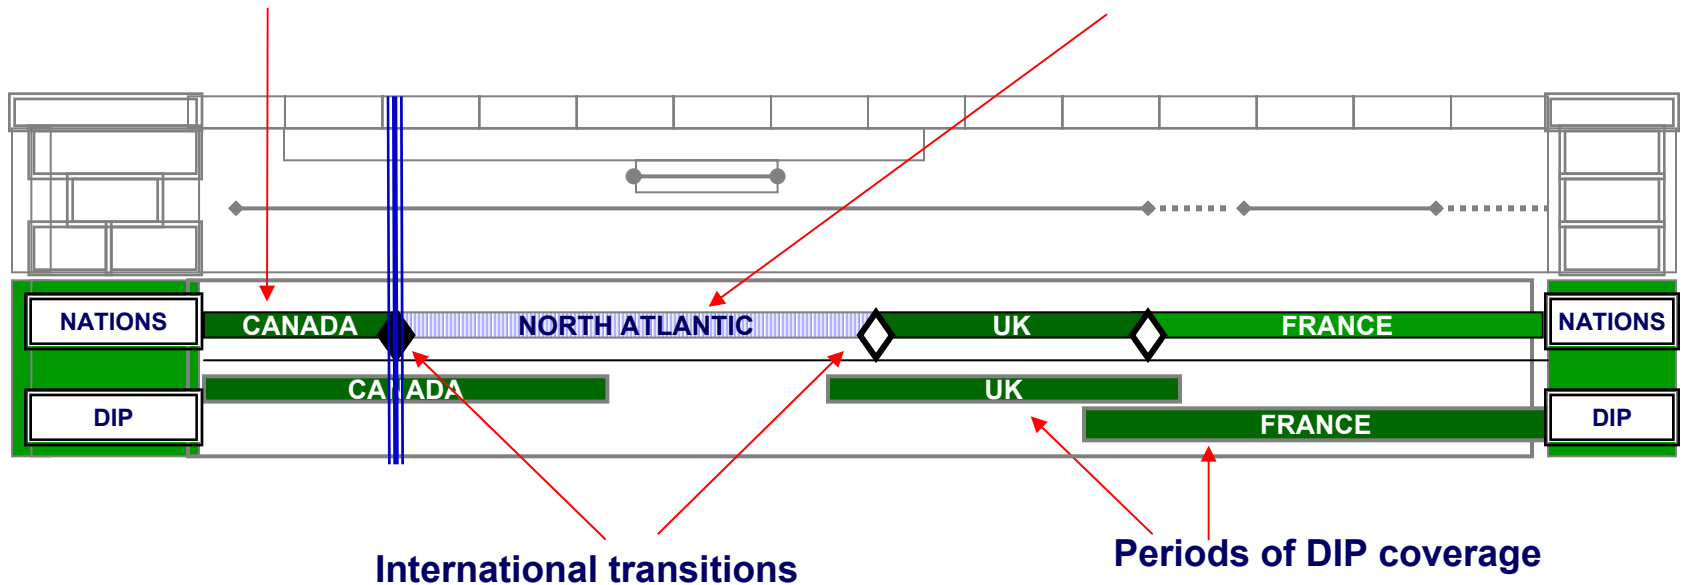 NATIONS CANADA NORTH ATLANTIC UK FRANCE NATIONS
CANADA UK
DIP FRANCE DIP
International transitions
Periods of DIP coverage